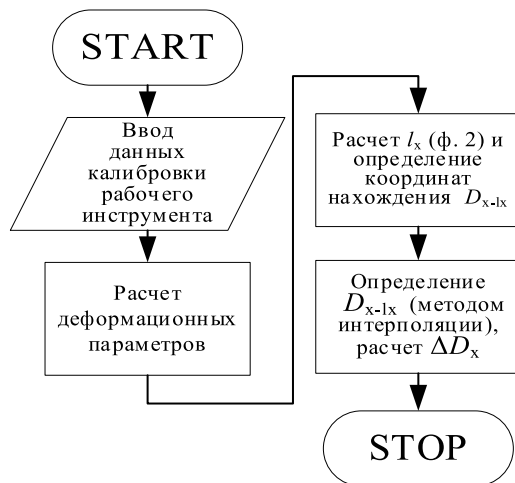 START
Ввод
данных
калибровки
рабочего
инструмента
Расчет
деформационных
параметров
Расчет lx (ф. 2) и
определение
координат
нахождения Dx-lx
Определение
Dx-lx (методом
интерполяции),
расчет ΔDx
STOP